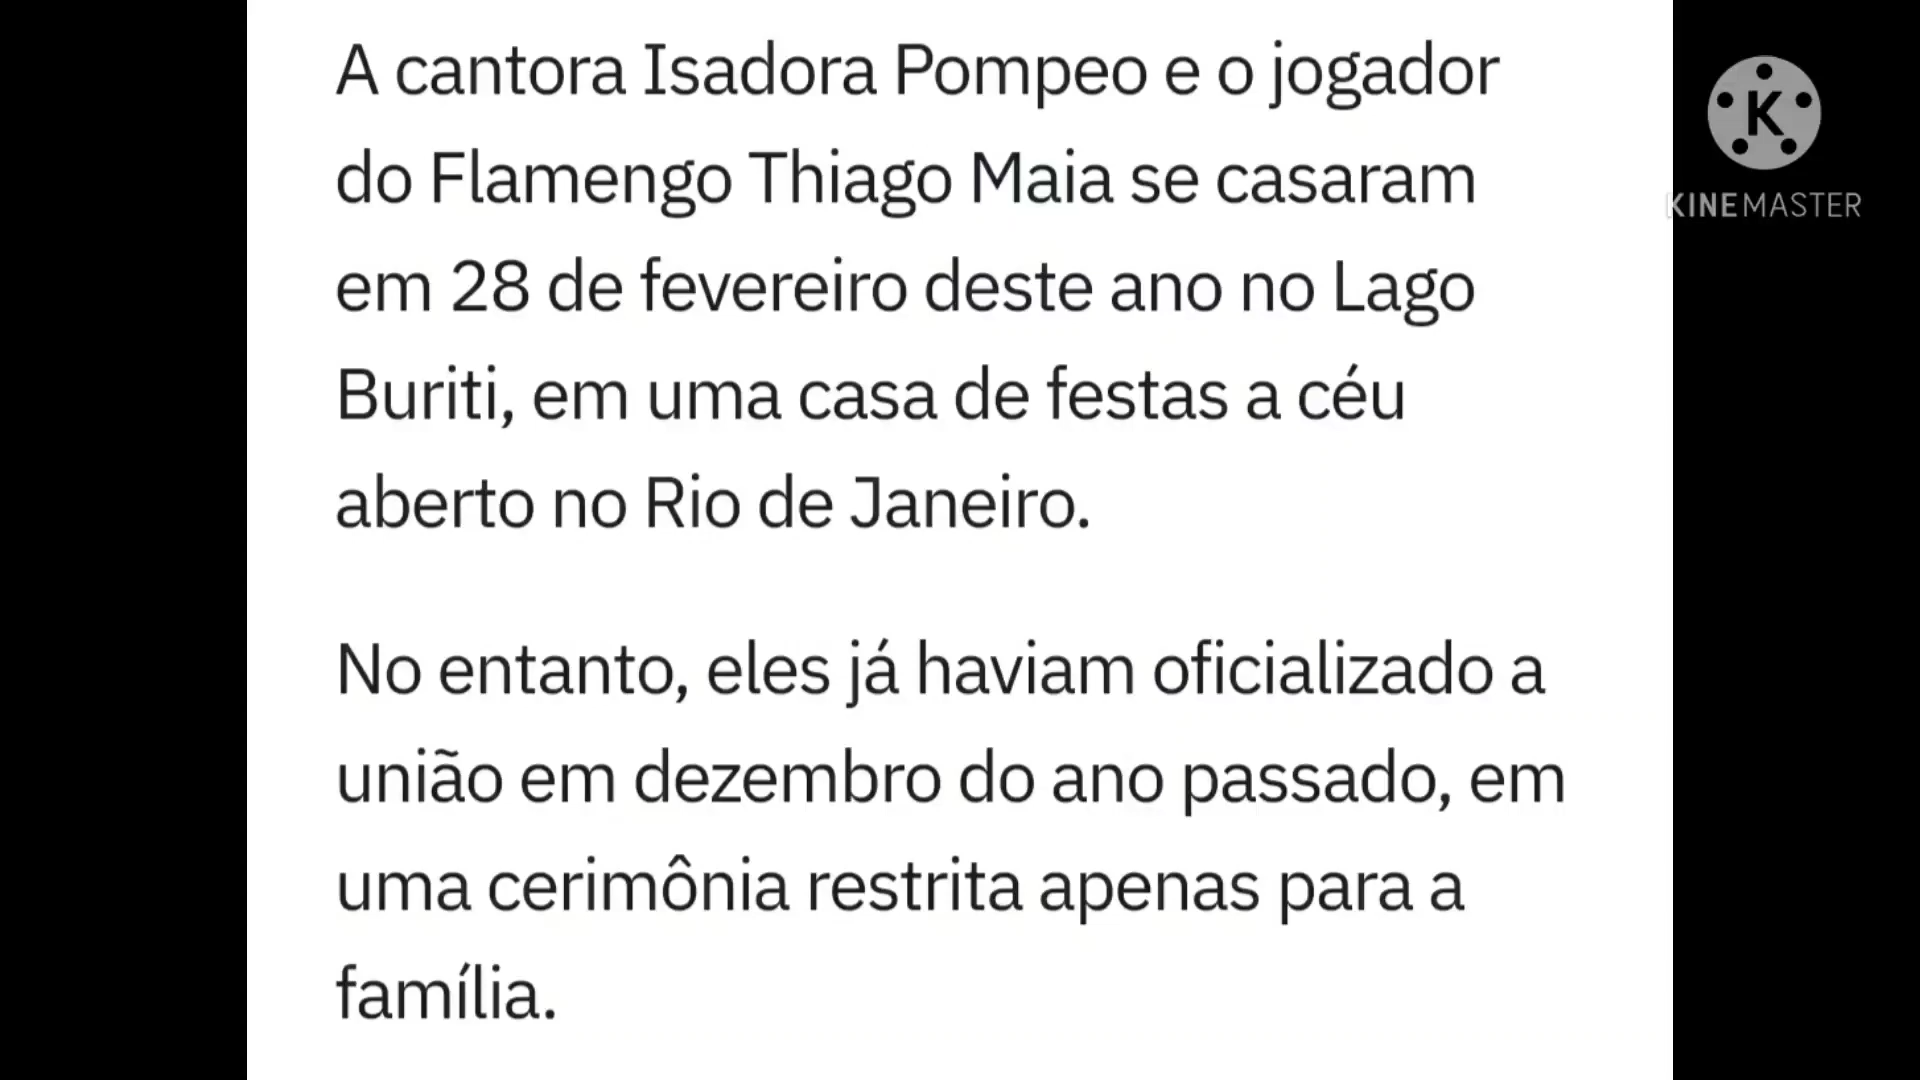 A cantora Isadora Pompeo e o jogador
do Flamengo Thiago Maia se casaram
em 28 de fevereiro deste ano no Lago
Buriti, em uma casa de festas a céu
aberto no Rio de Janeiro.
No entanto, eles já haviam oficializado a
união em dezembro do ano passado, em
uma cerimônia restrita apenas para a
família.
K
KINEMASTER